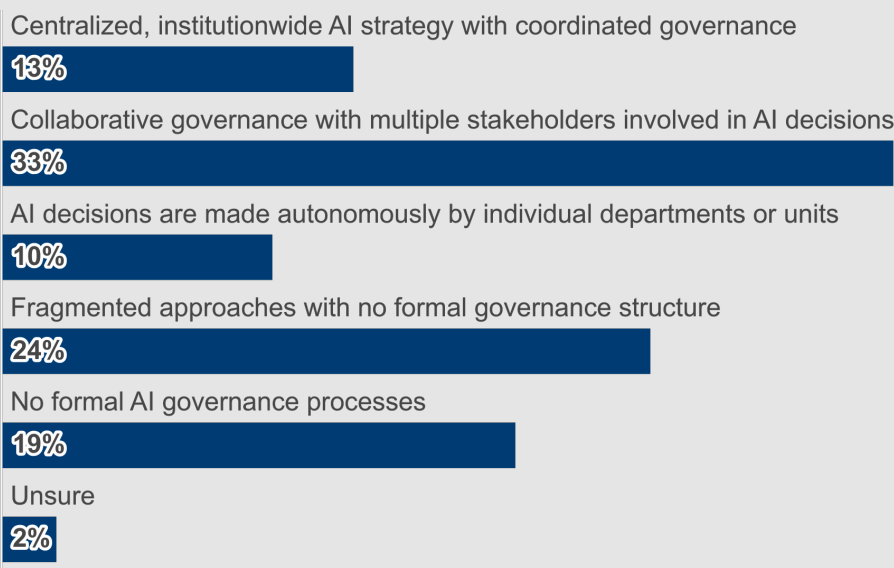 Centralized, institutionwide AI strategy with coordinated governance
13%
Collaborative governance with multiple stakeholders involved in AI decisions
33%
AI decisions are made autonomously by individual departments or units
10%
Fragmented approaches with no formal governance structure
24%
No formal AI governance processes
19%
Unsure
2%